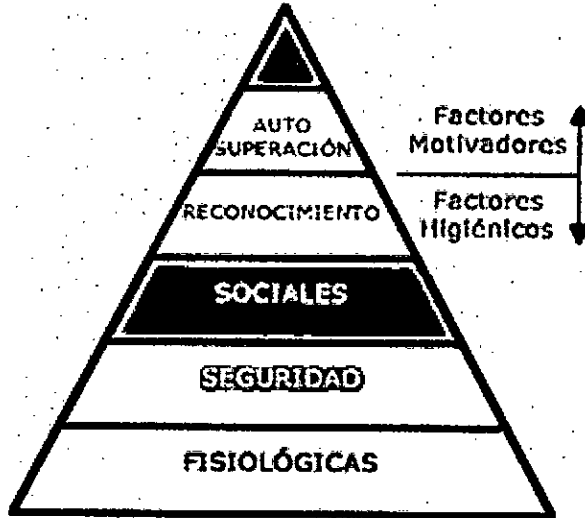 AUTO
SUPERACIÓN
Factores
Motivadores
RECONOCIMIENTO
Factores
Higiénicos
SOCIALES
SEGURIDAD
FISIOLÓGICAS